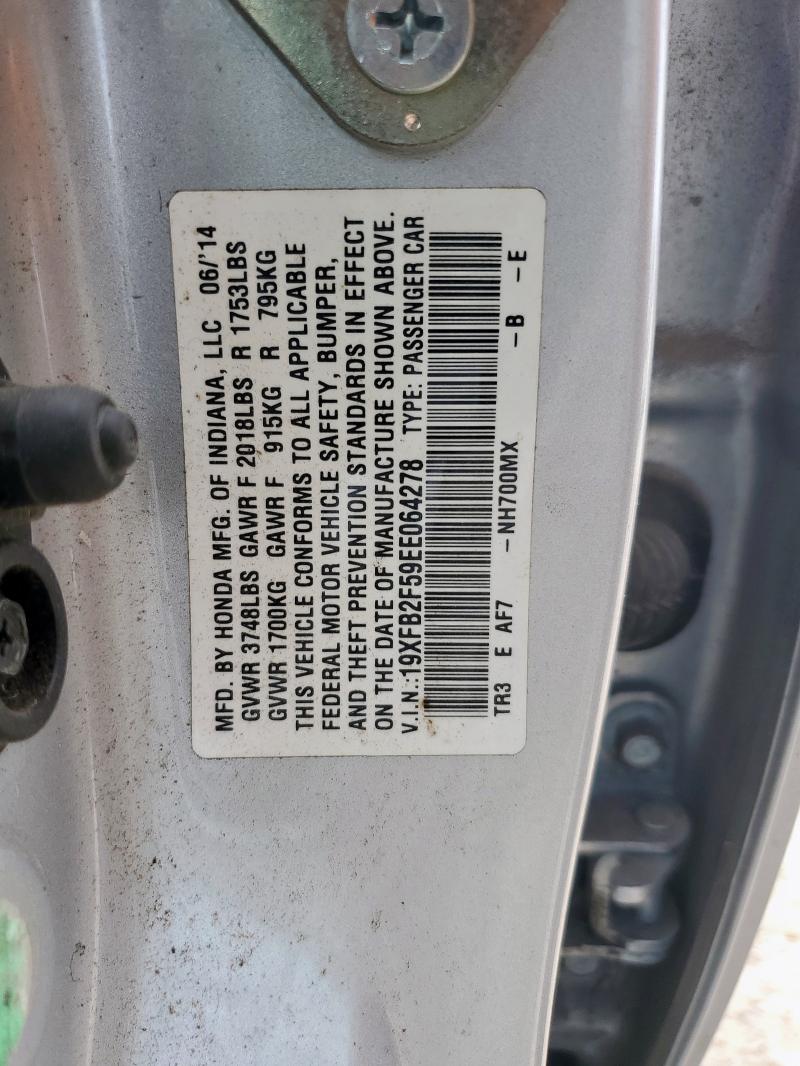 MFD. BY HONDA MFG. OF INDIANA, LLC 06/'14
GVWR 3748LBS GAWR F 2018LBS R 1753LBS
GVWR 1700KG GAWR F 915KG R 795KG
THIS VEHICLE CONFORMS TO ALL APPLICABLE
FEDERAL MOTOR VEHICLE SAFETY, BUMPER,
AND THEFT PREVENTION STANDARDS IN EFFECT
ON THE DATE OF MANUFACTURE SHOWN ABOVE.
V.I.N.:19XFB2F59EE064278 TYPE: PASSENGER CAR
TR3 E AF7 -NH700MX -B -E